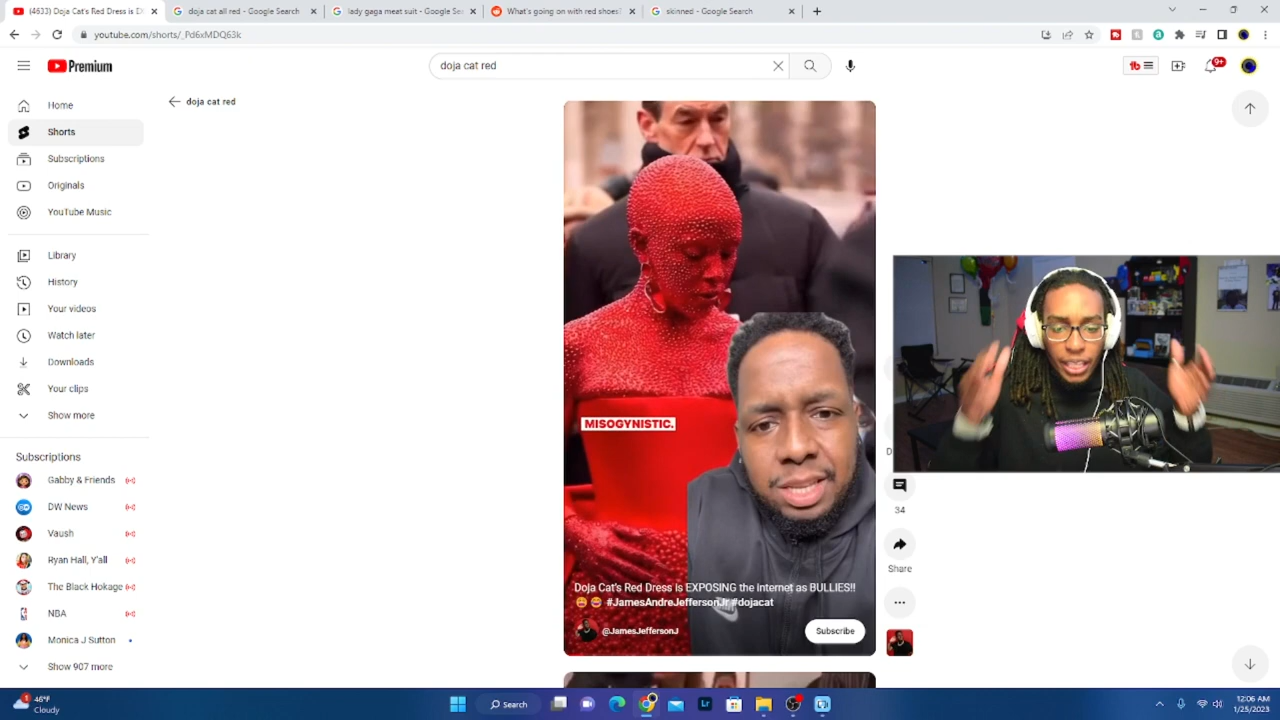 (4633) Doja Cat's Red Dress is EX
doja cat all red - Google Search
lady gaga meat suit - Google Sea
What's going on with red shoes?
skinned - Google Search
youtube.com/shorts/_Pd6xMDQ63k
Premium
doja cat red
9+
Home
Shorts
Subscriptions
Originals
YouTube Music
Library
History
Your videos
Watch later
Downloads
Your clips
Show more
Subscriptions
Gabby & Friends
DW News
Vaush
Ryan Hall, Y'all
The Black Hokage
NBA
Monica J Sutton
Show 907 more
doja cat red
MISOGYNISTIC.
Doja Cat's Red Dress is EXPOSING the internet as BULLIES!!
#JamesAndreJeffersonJr #dojacat
@JamesJeffersonJ
Subscribe
D
34
Share
46°F
Cloudy
Search
Lr
12:06 AM
1/25/2023